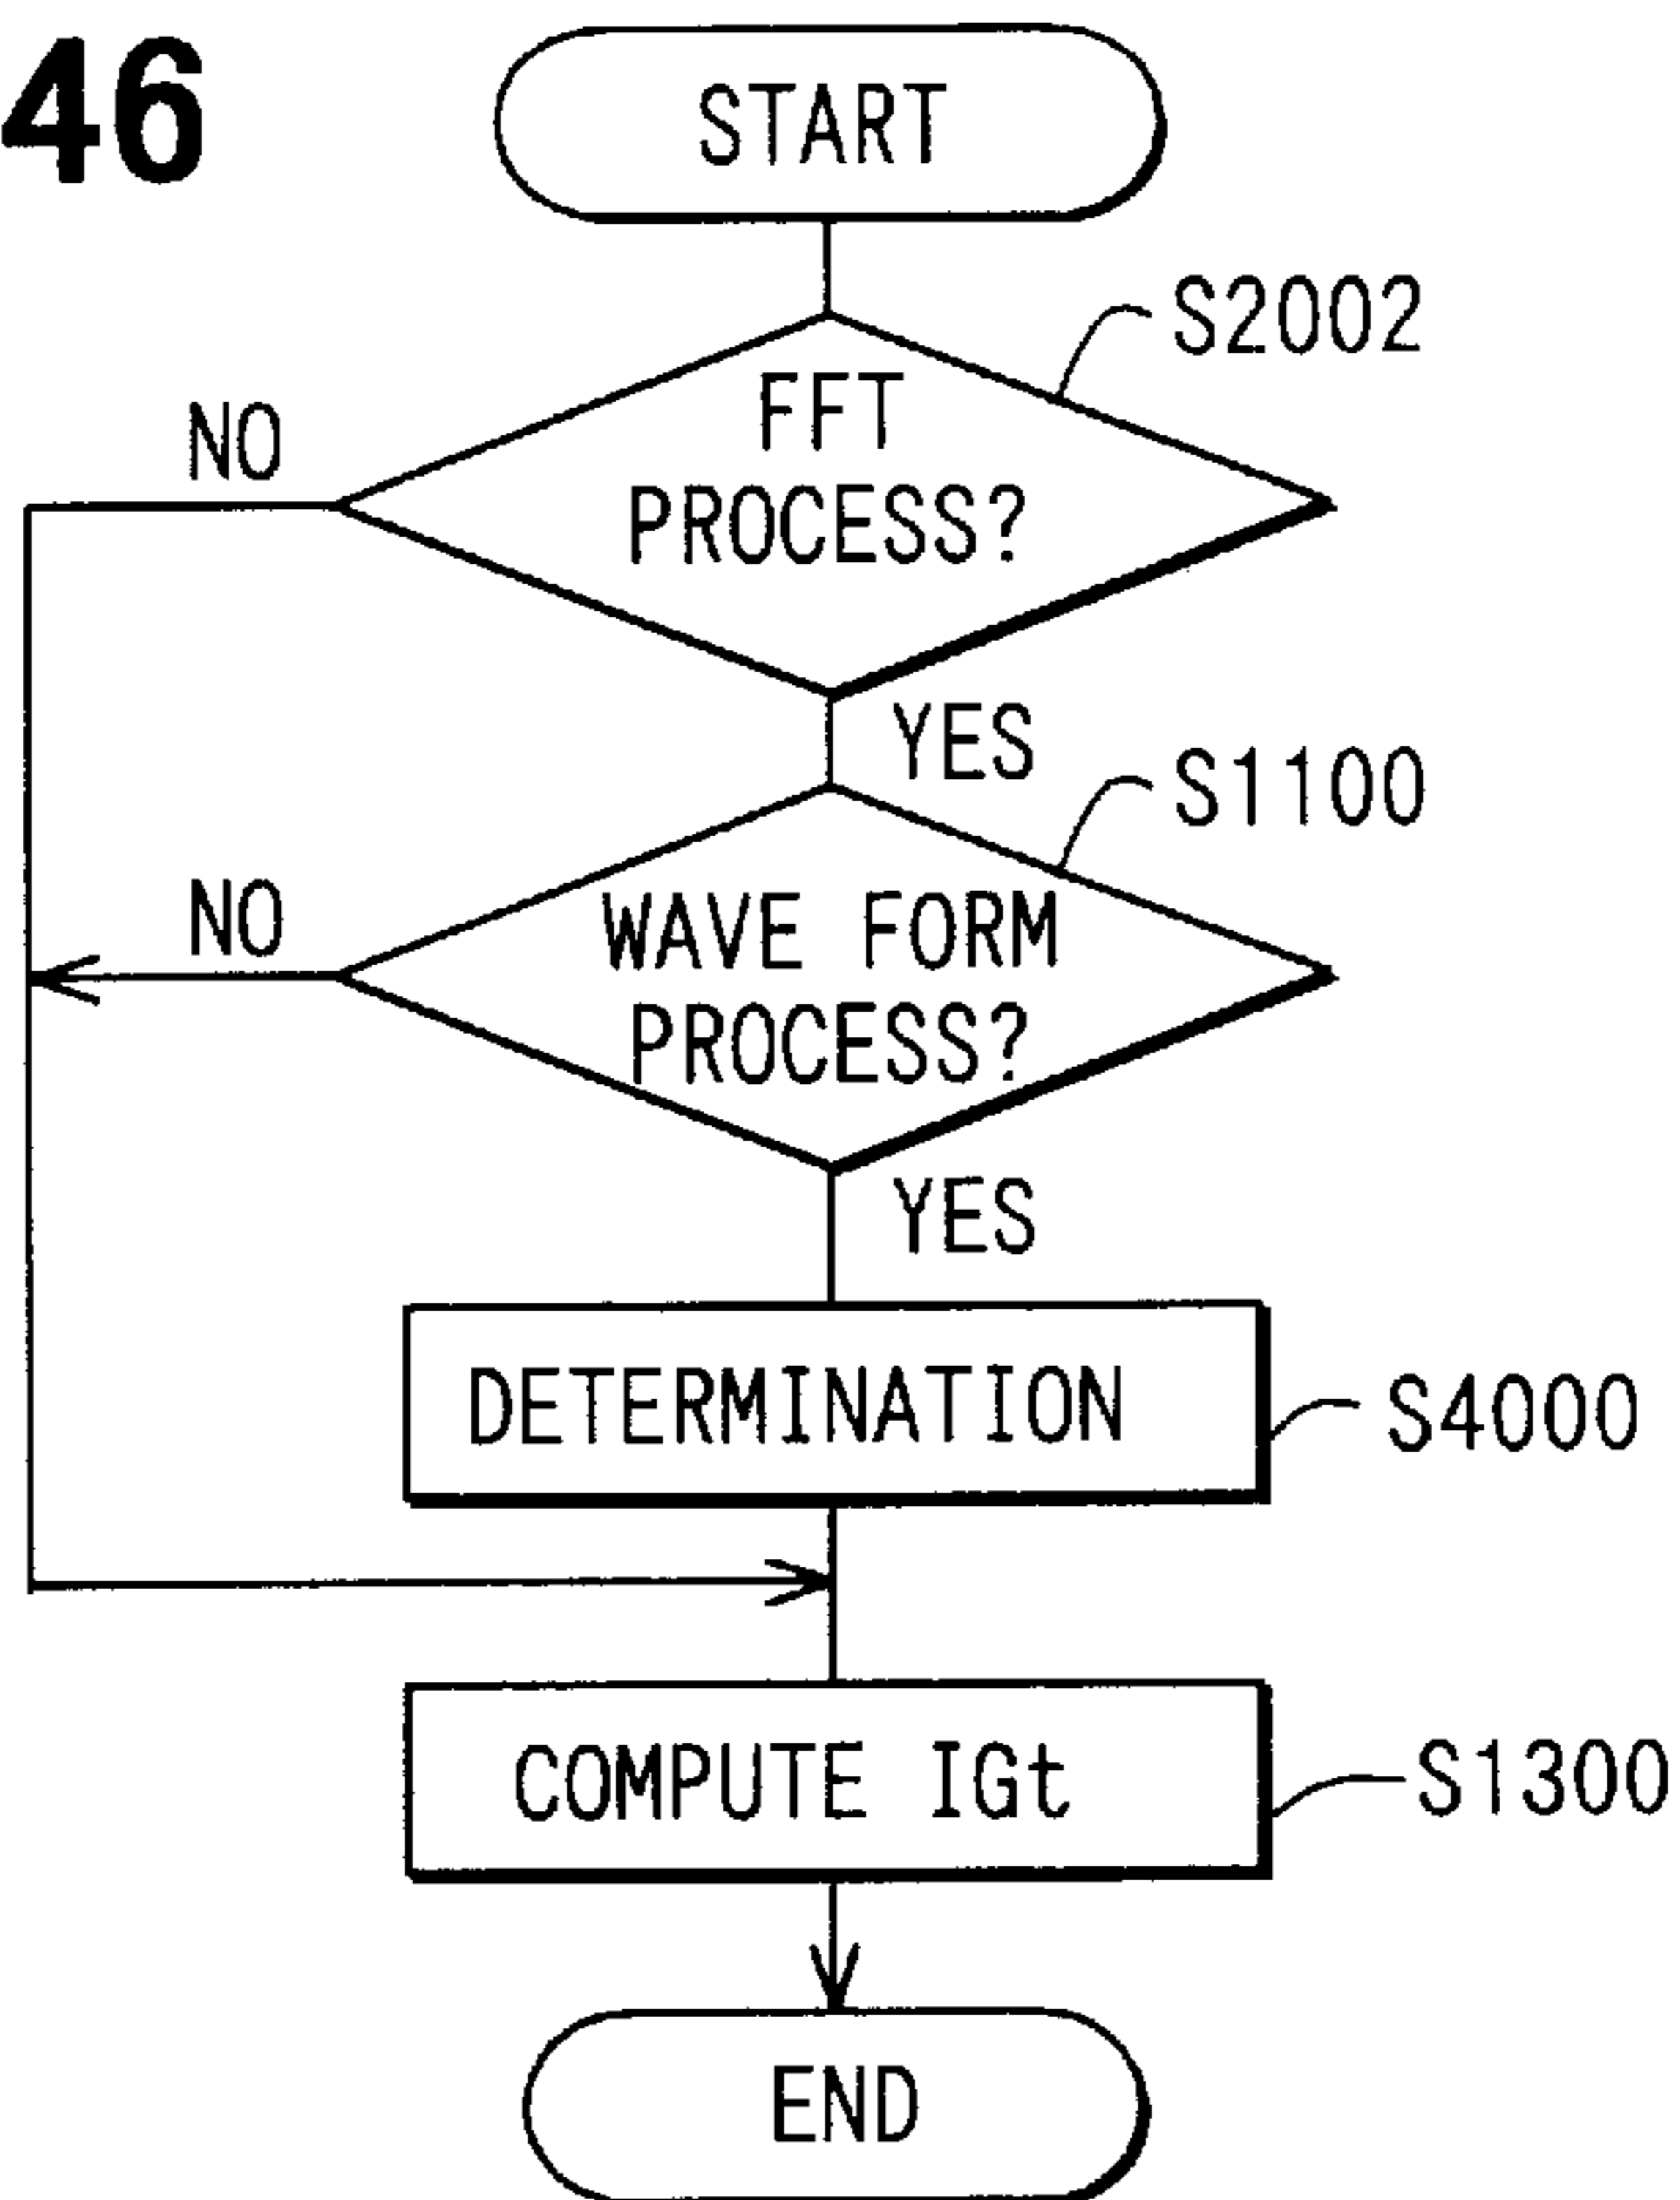 46
START
S2002
FFT
PROCESS?
NO
YES
S1100
WAVE FORM
PROCESS?
NO
YES
DETERMINATION
S4000
COMPUTE IGt
S1300
END